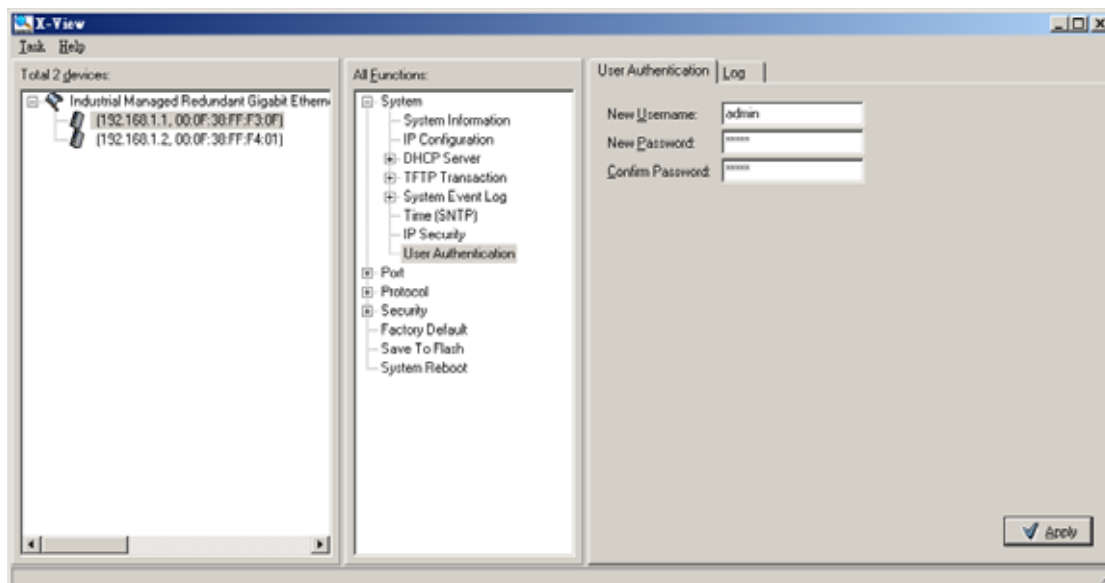 X-View
Task Help
Total 2 devices:
Industrial Managed Redundant Gigabit Ethern
(192.168.1.1, 00:0F:38:FF:F3:0F)
(192.168.1.2, 00:0F:38:FF:F4:01)
All Functions:
System
System Information
IP Configuration
DHCP Server
TFTP Transaction
System Event Log
Time (SNTP)
IP Security
User Authentication
Port
Protocol
Security
Factory Default
Save To Flash
System Reboot
User Authentication Log
New Username: admin
New Password: *****
Confirm Password: *****
Apply